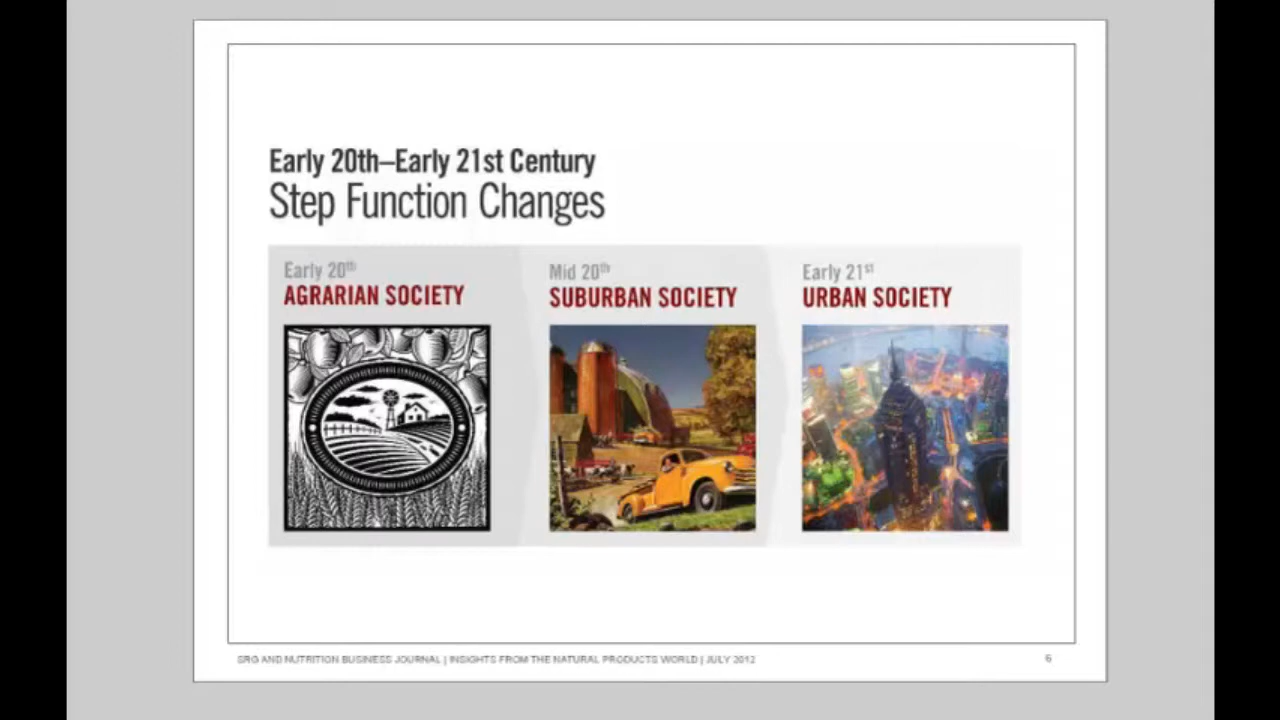 Early 20th–Early 21st Century
Step Function Changes
Early 20th
AGRARIAN SOCIETY
Mid 20th
SUBURBAN SOCIETY
Early 21st
URBAN SOCIETY
SRG AND NUTRITION BUSINESS JOURNAL | INSIGHTS FROM THE NATURAL PRODUCTS WORLD | JULY 2012
6